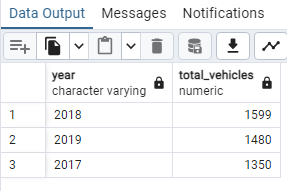 Data Output Messages Notifications
year total_vehicles
character varying numeric
1 2018 1599
2 2019 1480
3 2017 1350